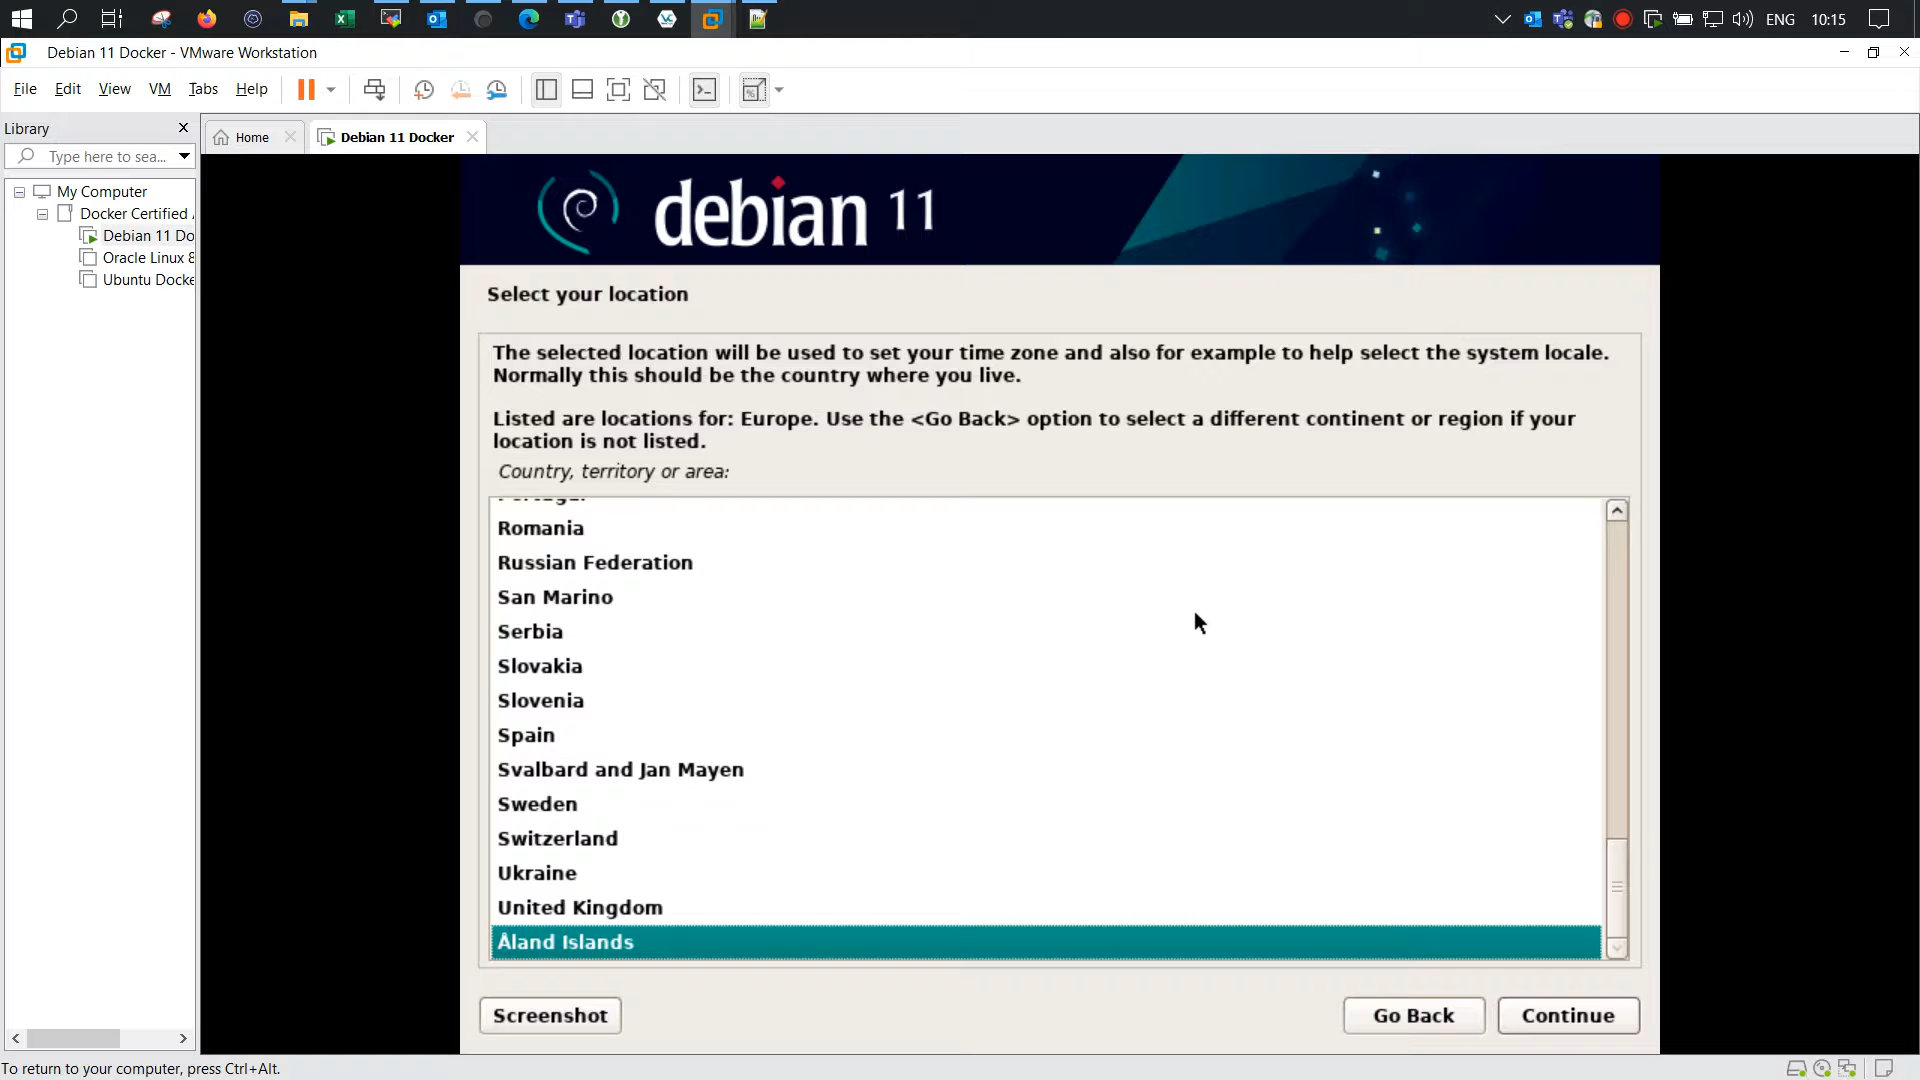 ENG 10:15
Debian 11 Docker - VMware Workstation
File Edit View VM Tabs Help
Library
Home
Debian 11 Docker
Type here to sea...
My Computer
Docker Certified
Debian 11 Do
Oracle Linux 8
Ubuntu Docke
debian 11
Select your location
The selected location will be used to set your time zone and also for example to help select the system locale.
Normally this should be the country where you live.
Listed are locations for: Europe. Use the <Go Back> option to select a different continent or region if your
location is not listed.
Country, territory or area:
Romania
Russian Federation
San Marino
Serbia
Slovakia
Slovenia
Spain
Svalbard and Jan Mayen
Sweden
Switzerland
Ukraine
United Kingdom
Åland Islands
Screenshot
Go Back
Continue
To return to your computer, press Ctrl+Alt.